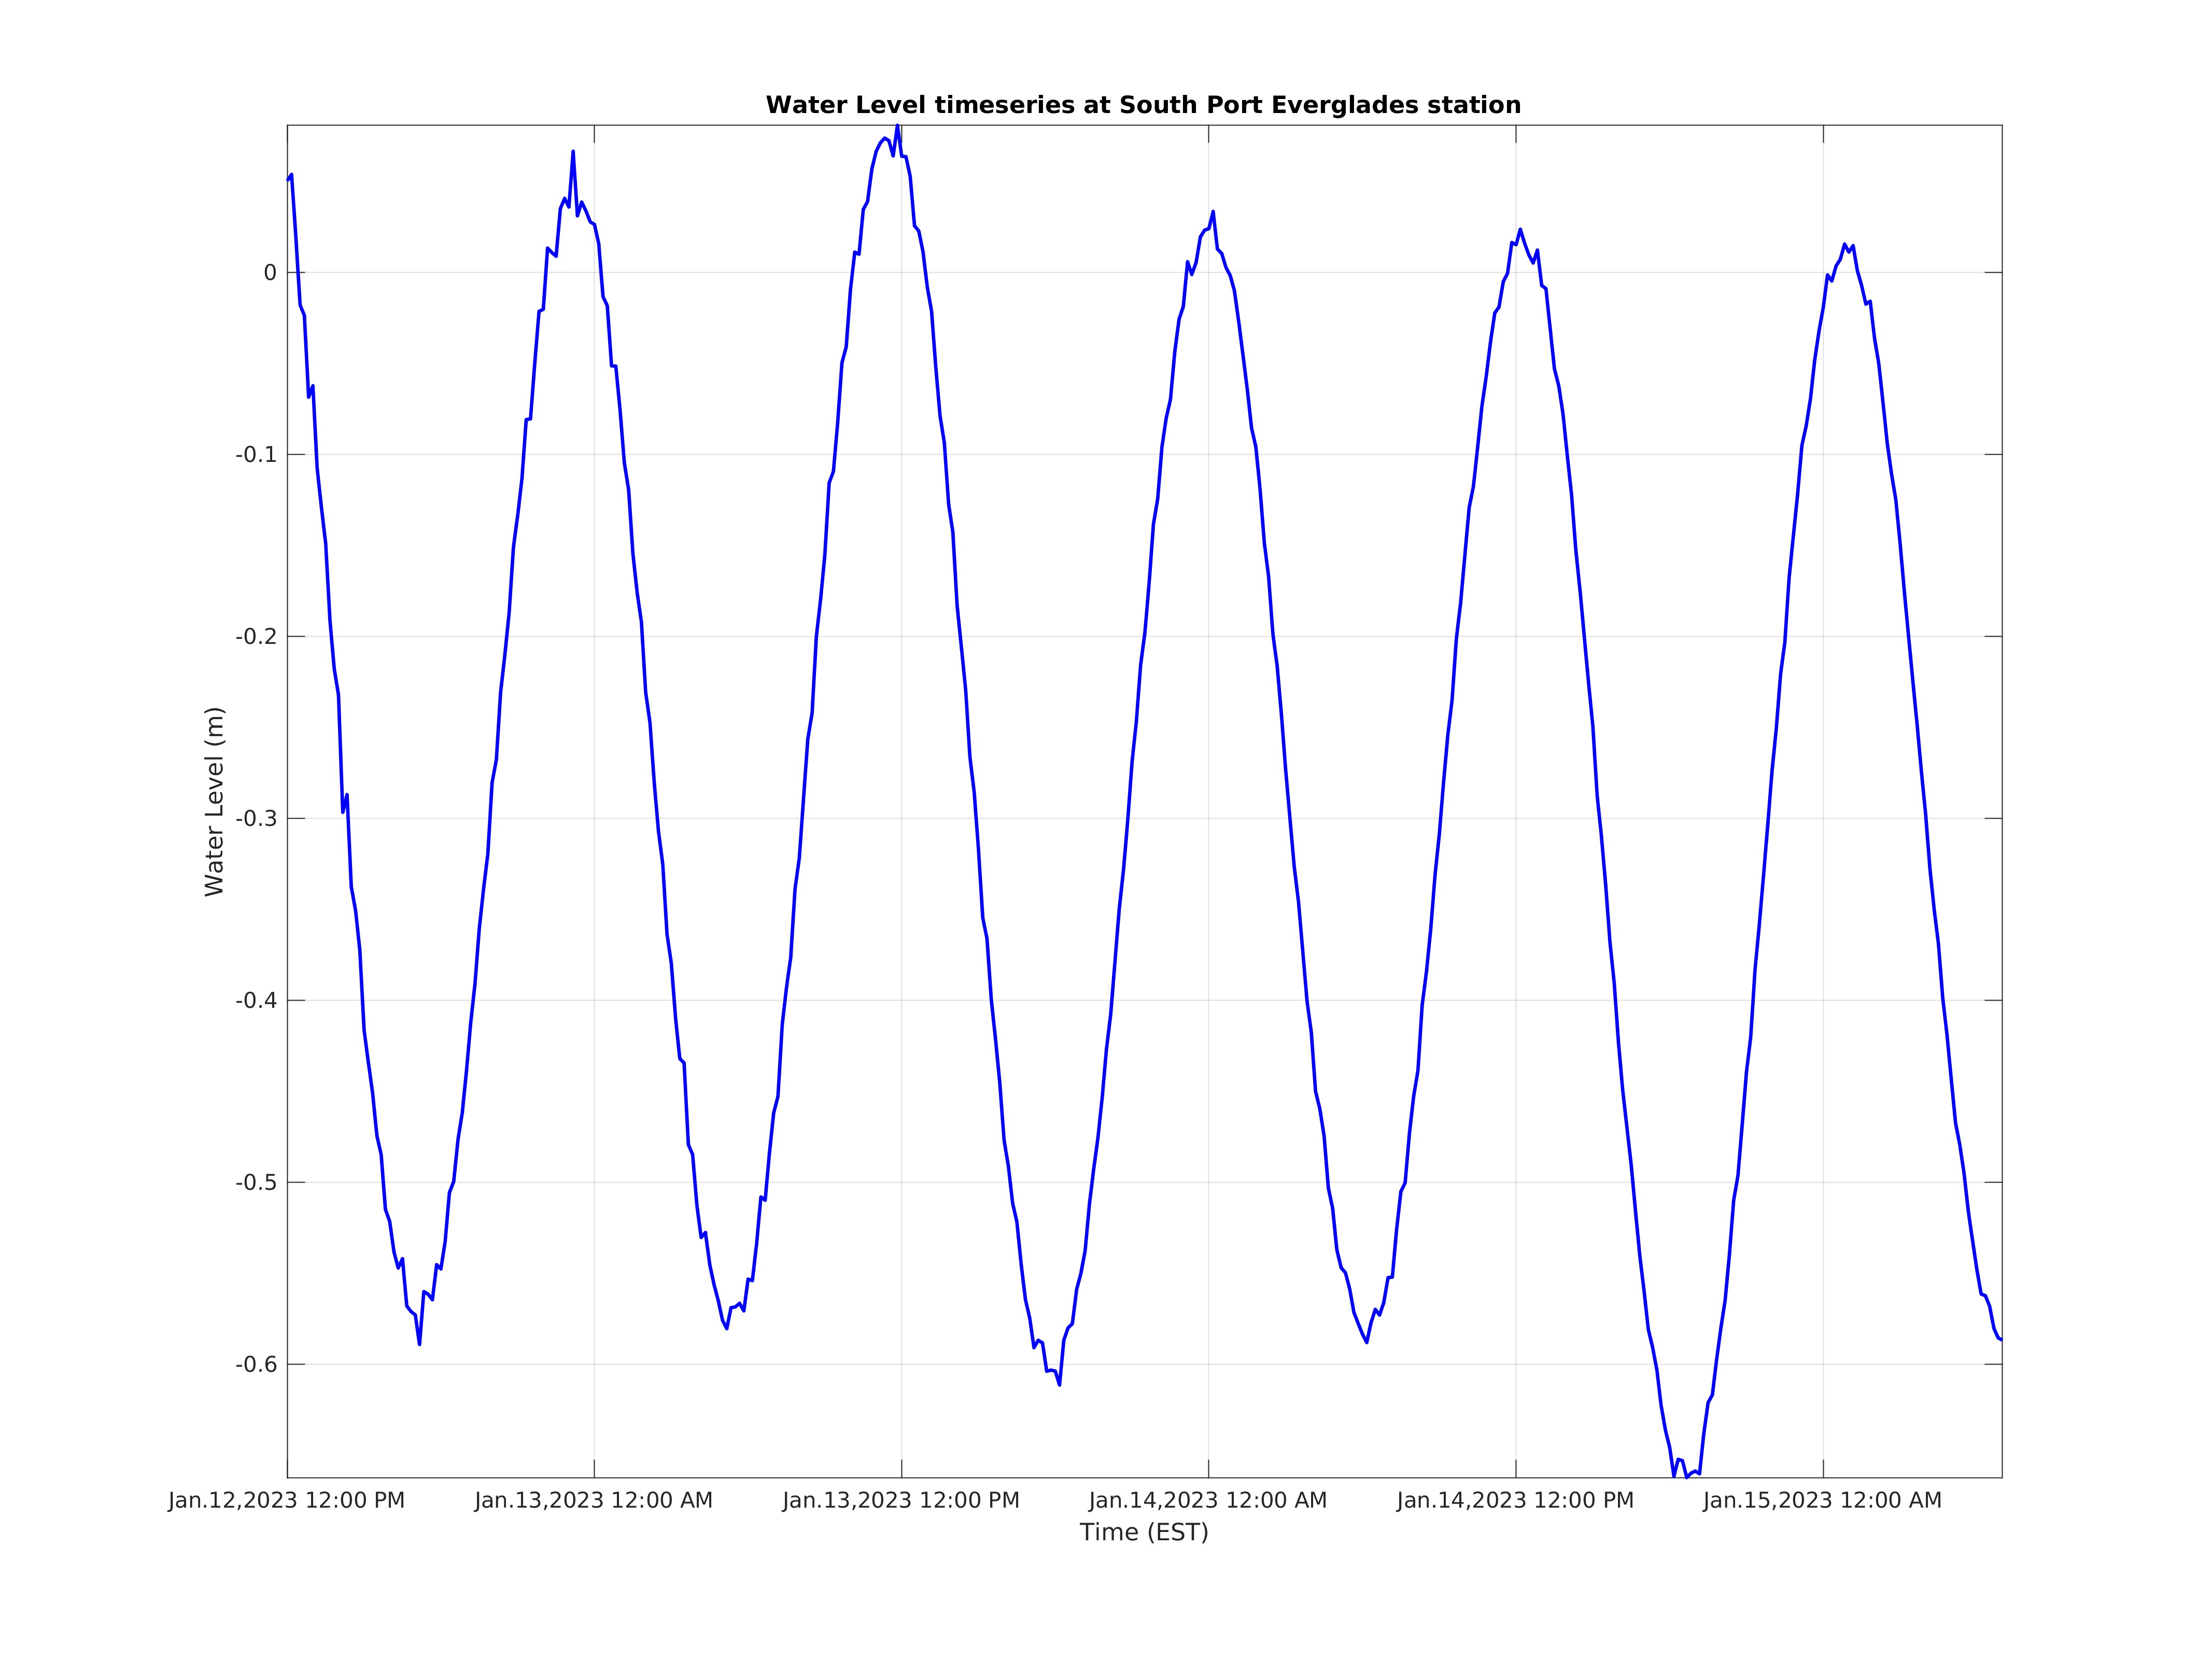 Water Level timeseries at South Port Everglades station
0
-0.1
-0.2
-0.3
-0.4
-0.5
-0.6
Water Level (m)
Jan.12,2023 12:00 PM
Jan.13,2023 12:00 AM
Jan.13,2023 12:00 PM
Jan.14,2023 12:00 AM
Jan.14,2023 12:00 PM
Jan.15,2023 12:00 AM
Time (EST)